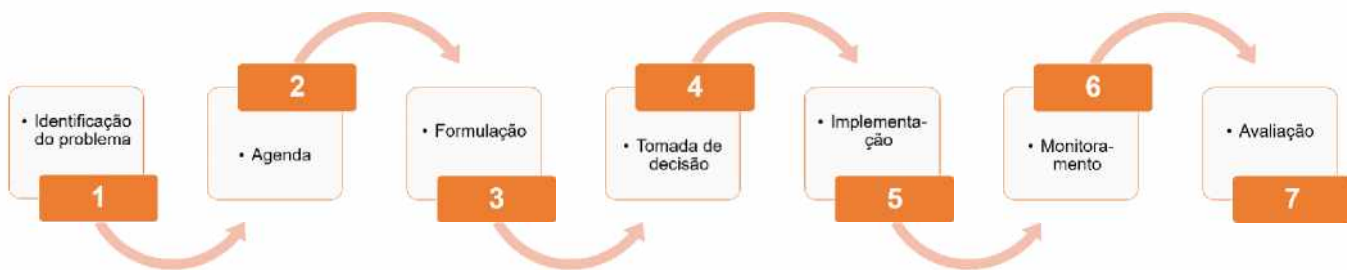 • Identificação
do problema
1
2
• Agenda
• Formulação
3
4
• Tomada de
decisão
• Implementa-
ção
5
6
• Monitora-
mento
• Avaliação
7